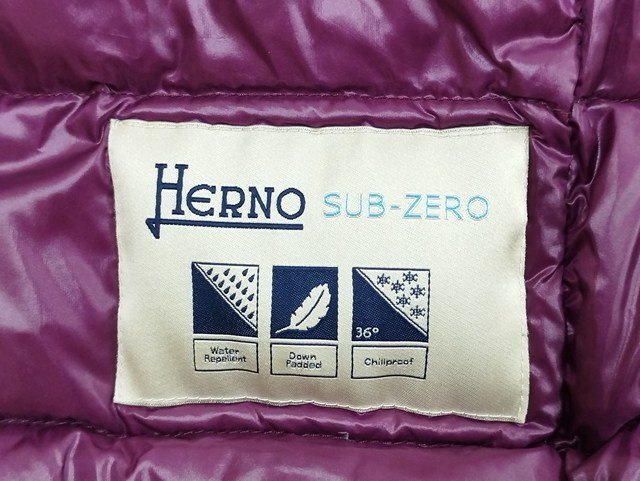 HERNO SUB-ZERO
36°
Water Repellent
Down Padded
Chillproof